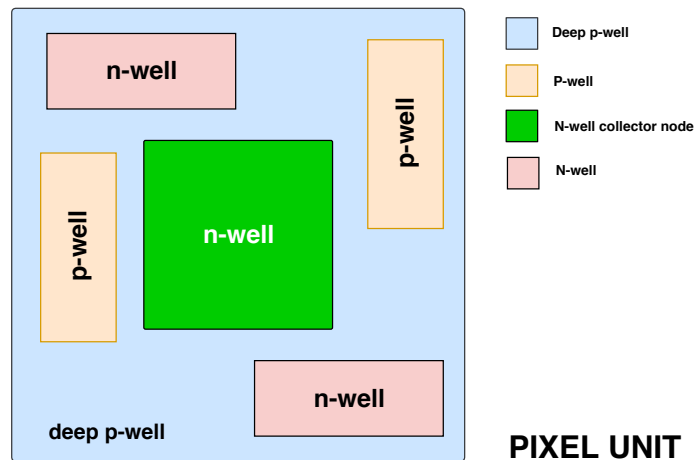 n-well
p-well
p-well
n-well
n-well
deep p-well
Deep p-well
P-well
N-well collector node
N-well
PIXEL UNIT